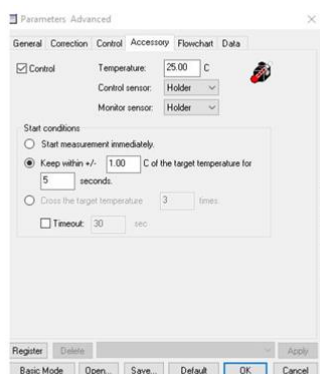 Parameters Advanced
General Correction Control Accessory Flowchart Data
Control Temperature: 25.00 C
Control sensor: Holder
Monitor sensor: Holder
Start conditions
Start measurement immediately.
Keep within +/- 1.00 C of the target temperature for
5 seconds.
Cross the target temperature 3 times.
Timeout: 30 sec
Register Delete Apply
Basic Mode Open... Save... Default OK Cancel